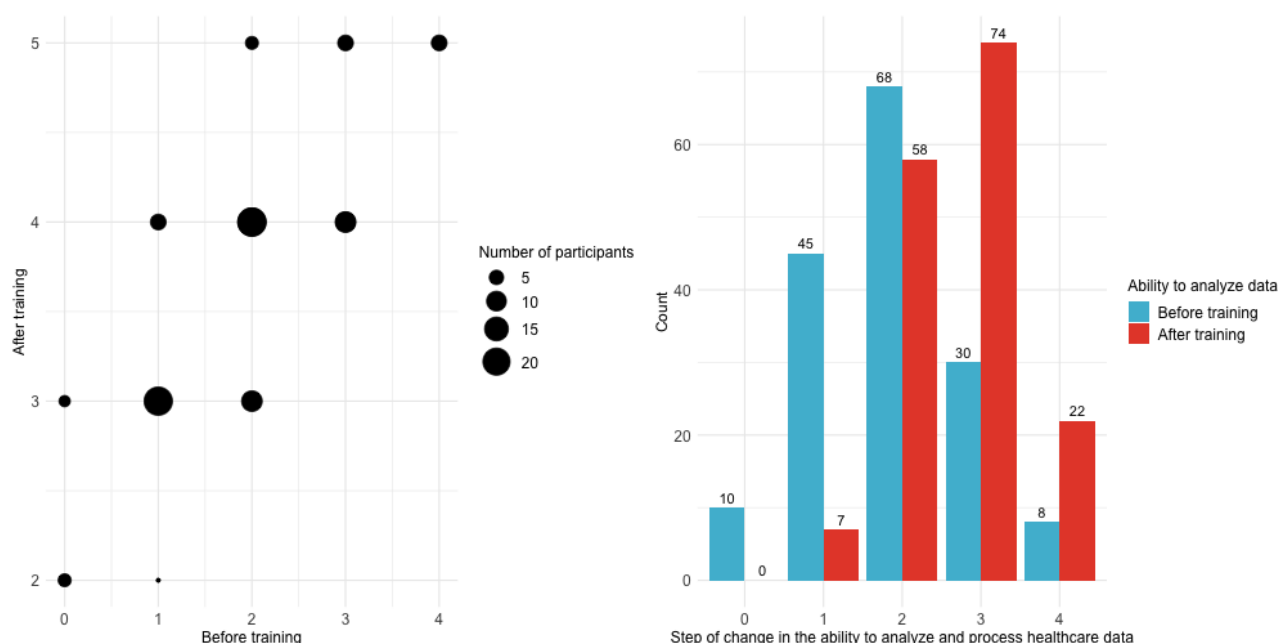 5
4
3
2
After training
0 1 2 3 4
Before training
Number of participants
5
10
15
20
60
40
20
0
Count
10
0
45
7
68
58
30
74
8
22
0 1 2 3 4
Step of change in the ability to analyze and process healthcare data
Ability to analyze data
Before training
After training